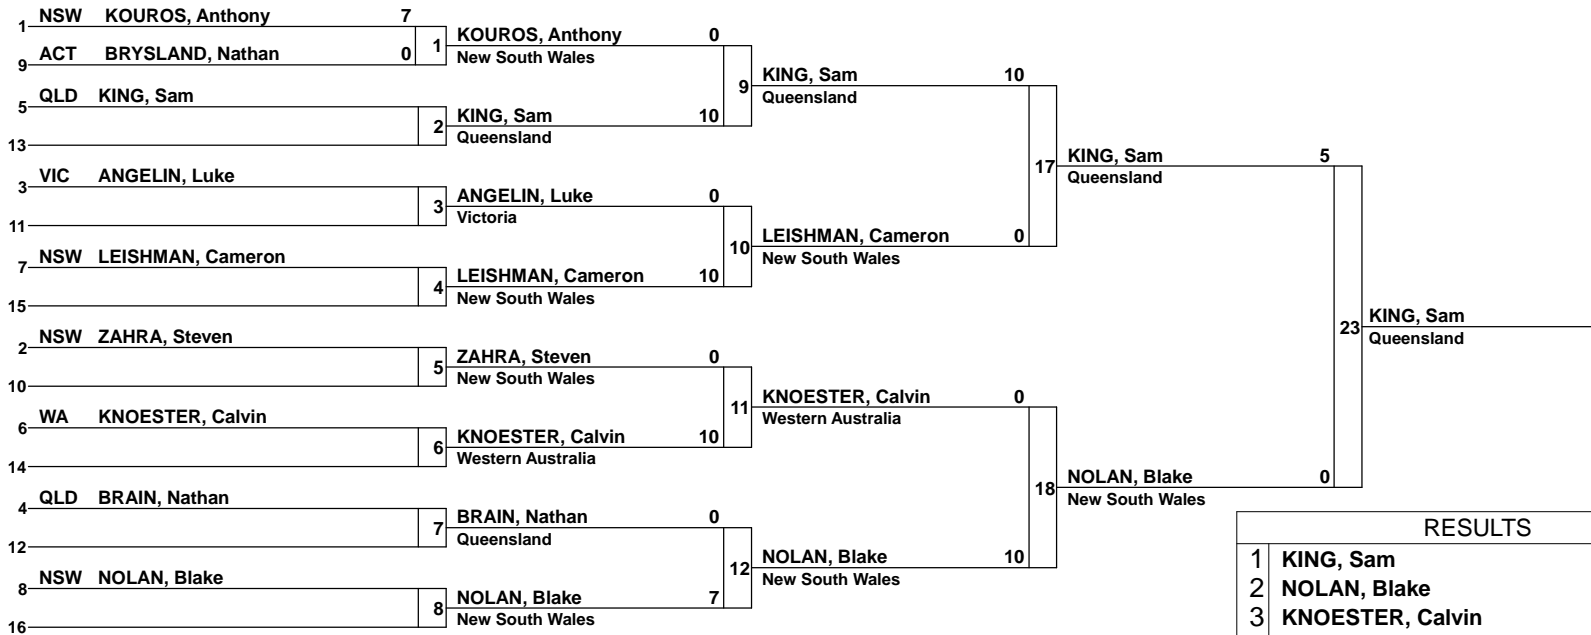 1 NSW KOUROS, Anthony 7
9 ACT BRYSLAND, Nathan 0
1 KOUROS, Anthony 0
New South Wales
5 QLD KING, Sam
13
2 KING, Sam 10
Queensland
9 KING, Sam 10
Queensland
3 VIC ANGELIN, Luke
11
3 ANGELIN, Luke 0
Victoria
7 NSW LEISHMAN, Cameron
15
4 LEISHMAN, Cameron 10
New South Wales
10 LEISHMAN, Cameron 0
New South Wales
17 KING, Sam 5
Queensland
2 NSW ZAHRA, Steven
10
5 ZAHRA, Steven 0
New South Wales
6 WA KNOESTER, Calvin
14
6 KNOESTER, Calvin 10
Western Australia
11 KNOESTER, Calvin 0
Western Australia
4 QLD BRAIN, Nathan
12
7 BRAIN, Nathan 0
Queensland
8 NSW NOLAN, Blake
16
8 NOLAN, Blake 7
New South Wales
12 NOLAN, Blake 10
New South Wales
18 NOLAN, Blake 0
New South Wales
23 KING, Sam
Queensland
RESULTS
1 KING, Sam
2 NOLAN, Blake
3 KNOESTER, Calvin